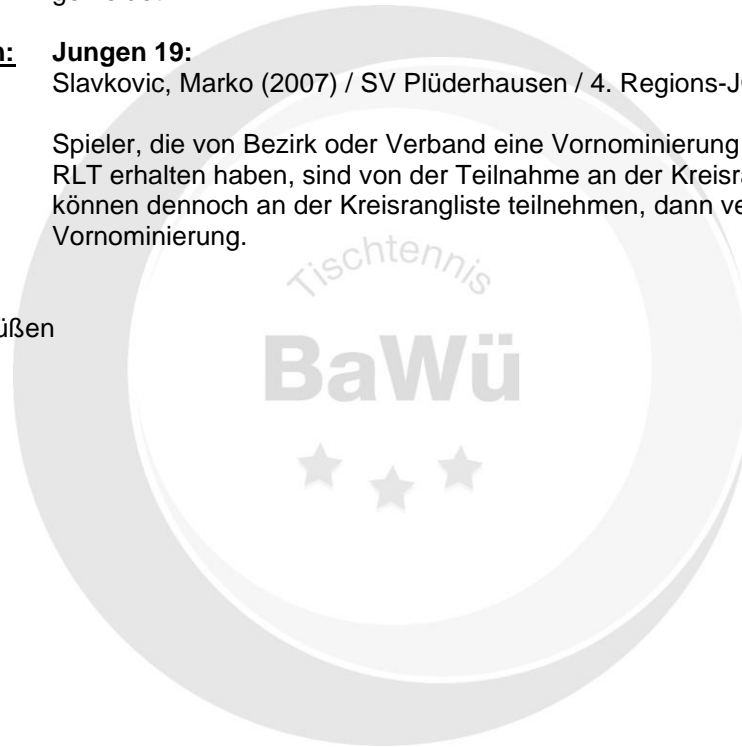 n: Jungen 19:
Slavkovic, Marko (2007) / SV Plüderhausen / 4. Regions-J
Spieler, die von Bezirk oder Verband eine Vornominierung
RLT erhalten haben, sind von der Teilnahme an der Kreisra
können dennoch an der Kreisrangliste teilnehmen, dann ve
Vornominierung.
üßen
Tischtennis
BaWü